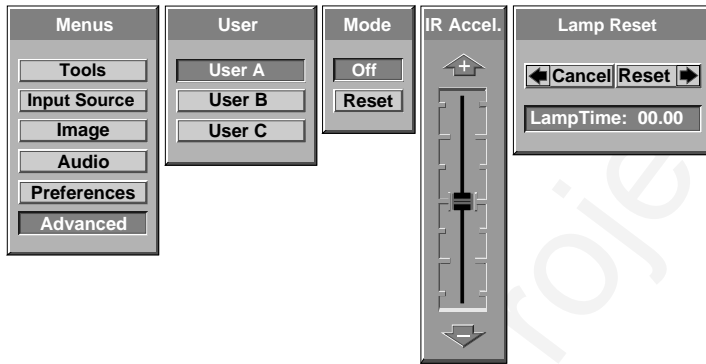 Menus
Tools
Input Source
Image
Audio
Preferences
Advanced
User
User A
User B
User C
Mode
Off
Reset
IR Accel.
+
−
Lamp Reset
Cancel Reset
LampTime: 00.00
roje